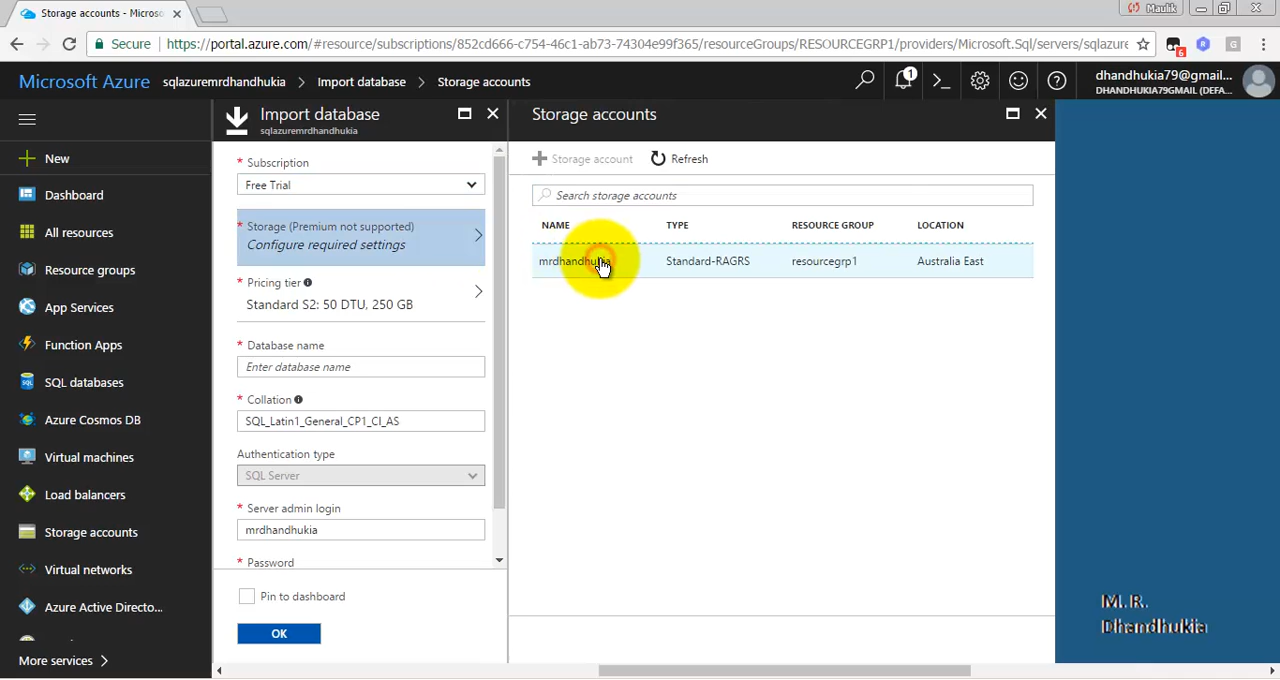 Storage accounts - Microso
Maulik
Secure
https://portal.azure.com/#resource/subscriptions/852cd666-c754-46c1-ab73-74304e99f365/resourceGroups/RESOURCEGRP1/providers/Microsoft.Sql/servers/sqlazure
6
G
Microsoft Azure
sqlazuremrdhandhukia
Import database
Storage accounts
1
dhandhukia79@gmail....
DHANDHUKIA79GMAIL (DEFA...
New
Dashboard
All resources
Resource groups
App Services
Function Apps
SQL databases
SQL
Azure Cosmos DB
Virtual machines
Load balancers
Storage accounts
Virtual networks
Azure Active Directo...
More services
Import database
sqlazuremrdhandhukia
* Subscription
Free Trial
* Storage (Premium not supported)
Configure required settings
* Pricing tier
Standard S2: 50 DTU, 250 GB
* Database name
Enter database name
* Collation
SQL_Latin1_General_CP1_CI_AS
Authentication type
SQL Server
* Server admin login
mrdhandhukia
* Password
Pin to dashboard
OK
Storage accounts
Storage account
Refresh
Search storage accounts
NAME TYPE RESOURCE GROUP LOCATION
mrdhandhukia Standard-RAGRS resourcegrp1 Australia East
M.R.
Dhandhukia